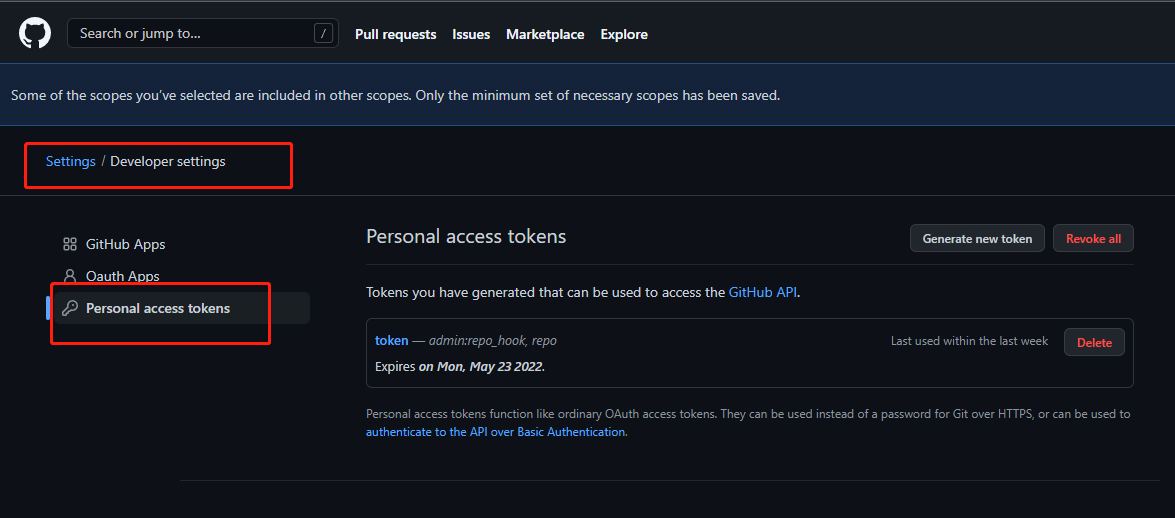 Search or jump to... /
Pull requests Issues Marketplace Explore
Some of the scopes you've selected are included in other scopes. Only the minimum set of necessary scopes has been saved.
Settings / Developer settings
GitHub Apps
Oauth Apps
Personal access tokens
Personal access tokens
Generate new token
Revoke all
Tokens you have generated that can be used to access the GitHub API.
token — admin:repo_hook, repo
Last used within the last week
Delete
Expires on Mon, May 23 2022.
Personal access tokens function like ordinary OAuth access tokens. They can be used instead of a password for Git over HTTPS, or can be used to
authenticate to the API over Basic Authentication.